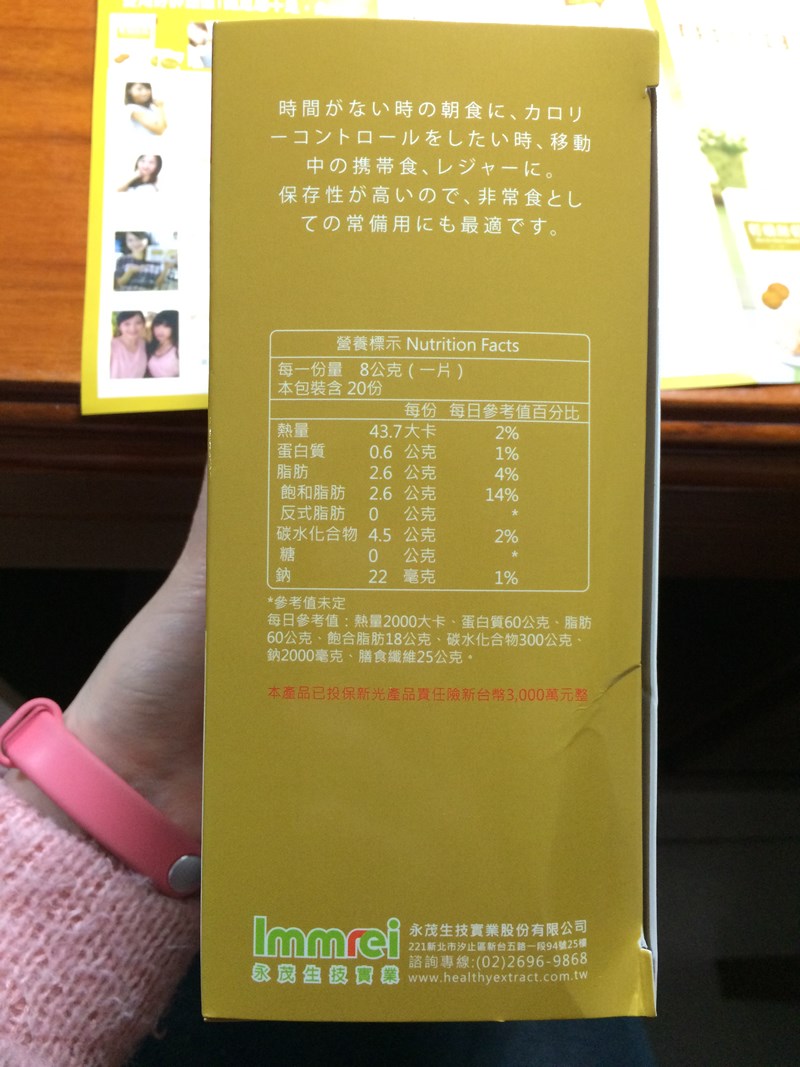 時間がない時の朝食に、カロリ
ーコントロールをしたい時、移動
中の携帯食、レジャーに。
保存性が高いので、非常食とし
ての常備用にも最適です。
營養標示 Nutrition Facts
每一份量 8公克(一片)
本包裝含 20份
每份 每日參考值百分比
熱量 43.7大卡 2%
蛋白質 0.6 公克 1%
脂肪 2.6 公克 4%
飽和脂肪 2.6 公克 14%
反式脂肪 0 公克 *
碳水化合物 4.5 公克 2%
糖 0 公克 *
鈉 22 毫克 1%
*參考值未定
每日參考值:熱量2000大卡、蛋白質60公克、脂肪
60公克、飽合脂肪18公克、碳水化合物300公克、
鈉2000毫克、膳食纖維25公克。
本產品已投保新光產品責任險新台幣3,000萬元整
Immrei
永茂生技實業
永茂生技實業股份有限公司
221新北市汐止區新台五路一段94號25樓
諮詢專線:(02)2696-9868
www.healthyextract.com.tw